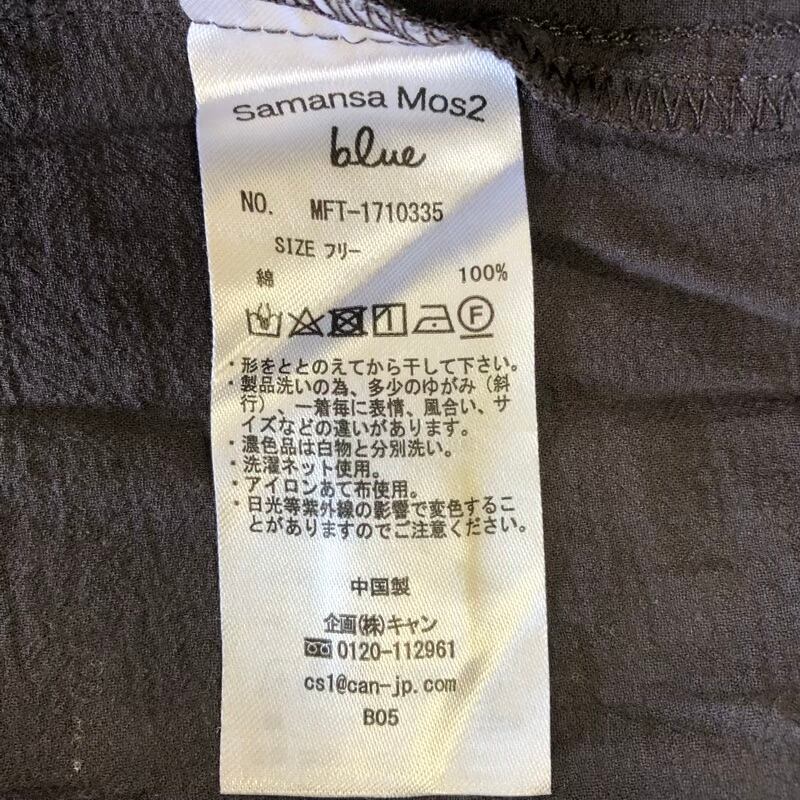 Samansa Mos2
blue
NO. MFT-1710335
SIZE フリー
綿 100%
F
・形をととのえてから干して下さい。
・製品洗いの為、多少のゆがみ（斜
行）、一着毎に表情、風合い、サ
イズなどの違いがあります。
・濃色品は白物と分別洗い。
・洗濯ネット使用。
・アイロンあて布使用。
・日光等紫外線の影響で変色するこ
とがありますのでご注意ください。
中国製
企画(株)キャン
0120-112961
cs1@can-jp.com
B05